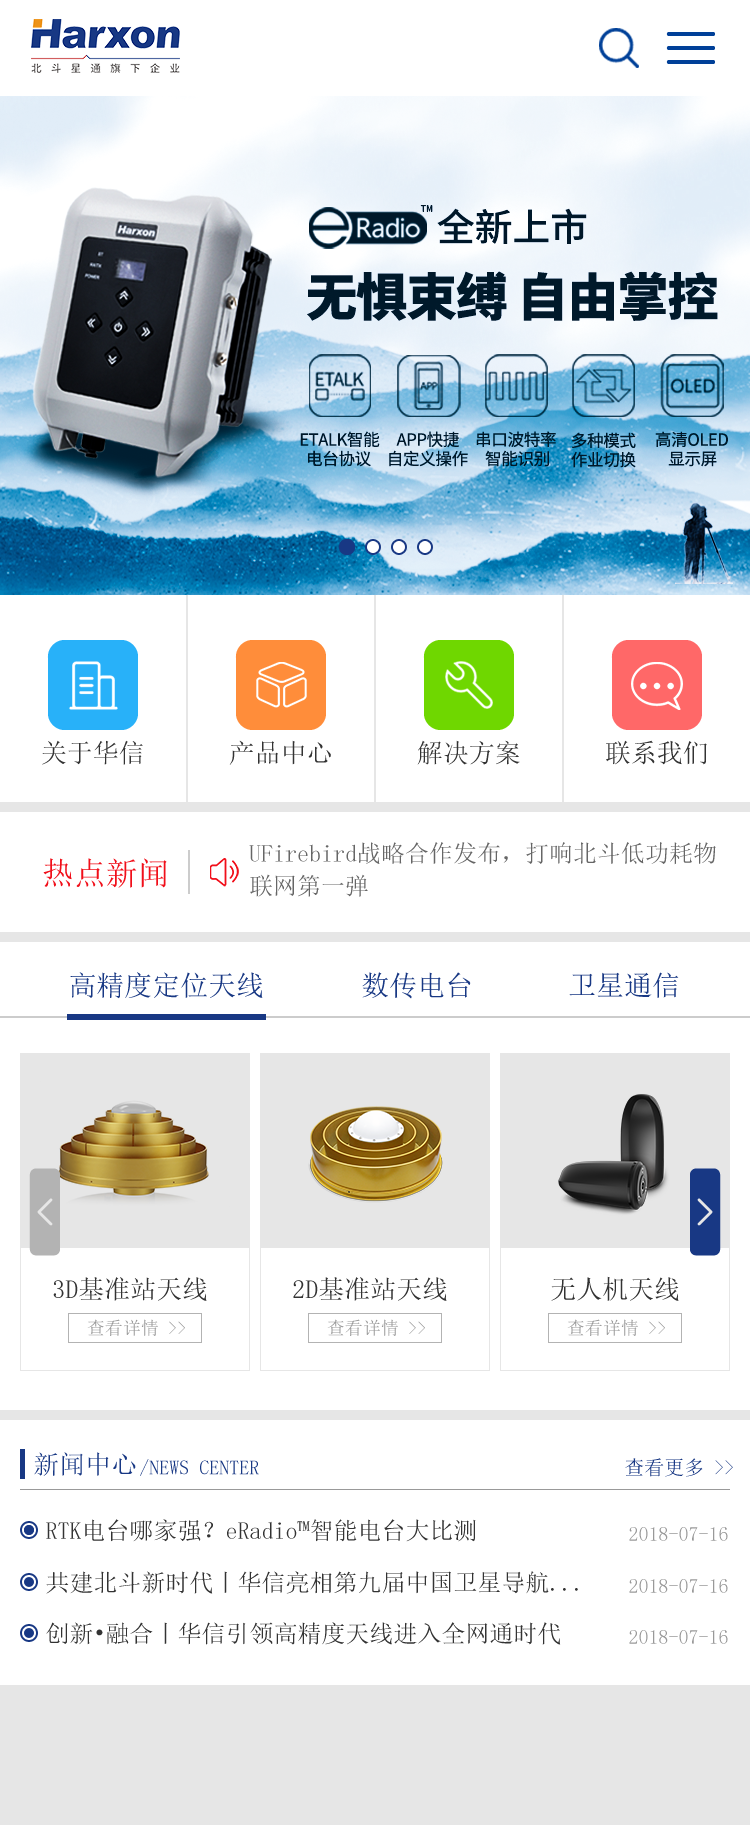 Harxon
北斗星通旗下企业
Harxon
eRadio™ 全新上市
无惧束缚 自由掌控
ETALK
APP
OLED
ETALK智能
电台协议
APP快捷
自定义操作
串口波特率
智能识别
多种模式
作业切换
高清OLED
显示屏
关于华信
产品中心
解决方案
联系我们
热点新闻
UFirebird战略合作发布，打响北斗低功耗物
联网第一弹
高精度定位天线
数传电台
卫星通信
3D基准站天线
查看详情 >>
2D基准站天线
查看详情 >>
无人机天线
查看详情 >>
新闻中心/NEWS CENTER
查看更多 >>
RTK电台哪家强？eRadio™智能电台大比测
2018-07-16
共建北斗新时代丨华信亮相第九届中国卫星导航...
2018-07-16
创新•融合丨华信引领高精度天线进入全网通时代
2018-07-16